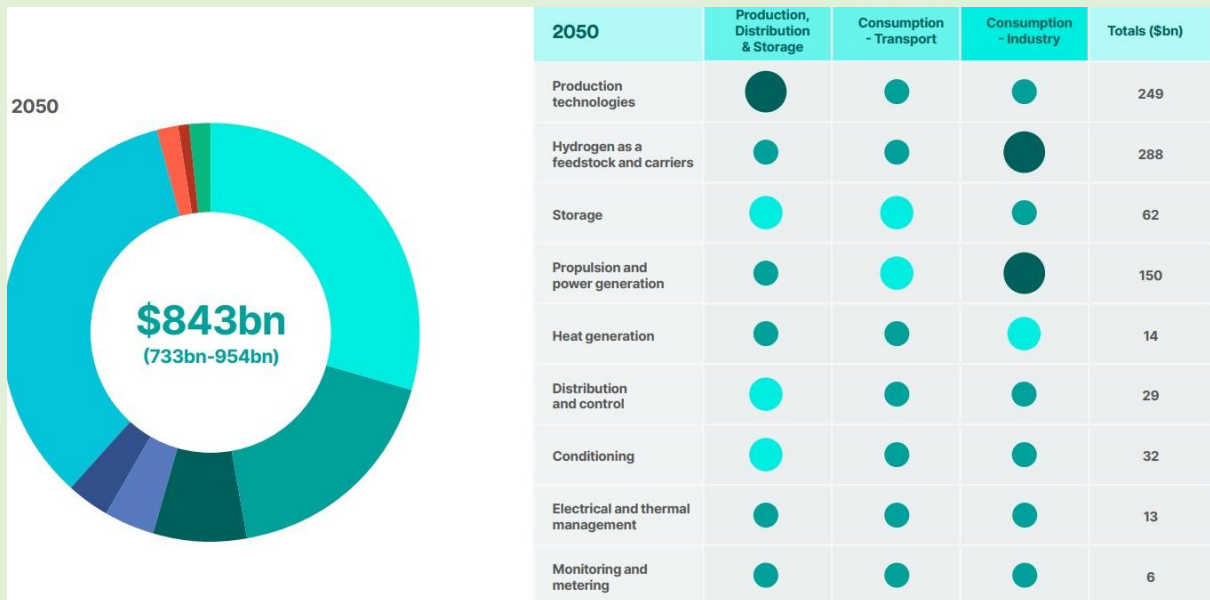 2050
$843bn
(733bn-954bn)
2050
Production,
Distribution
& Storage
Consumption
- Transport
Consumption
- Industry
Totals ($bn)
Production
technologies
249
Hydrogen as a
feedstock and carriers
288
Storage
62
Propulsion and
power generation
150
Heat generation
14
Distribution
and control
29
Conditioning
32
Electrical and thermal
management
13
Monitoring and
metering
6